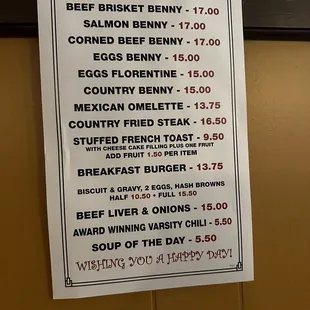 BEEF BRISKET BENNY - 17.00
SALMON BENNY - 17.00
CORNED BEEF BENNY - 17.00
EGGS BENNY - 15.00
EGGS FLORENTINE - 15.00
COUNTRY BENNY - 15.00
MEXICAN OMELETTE - 13.75
COUNTRY FRIED STEAK - 16.50
STUFFED FRENCH TOAST - 9.50
WITH CHEESE CAKE FILLING PLUS ONE FRUIT
ADD FRUIT 1.50 PER ITEM
BREAKFAST BURGER - 13.75
BISCUIT & GRAVY, 2 EGGS, HASH BROWNS
HALF 10.50 • FULL 15.50
BEEF LIVER & ONIONS - 15.00
AWARD WINNING VARSITY CHILI - 5.50
SOUP OF THE DAY - 5.50
WISHING YOU A HAPPY DAY!